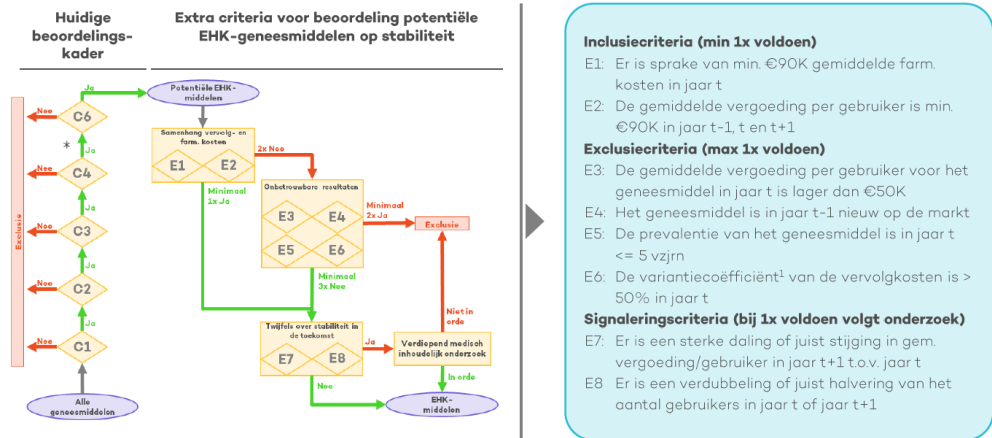 Huidige
beoordelings-
kader
Extra criteria voor beoordeling potentiële
EHK-geneesmiddelen op stabiliteit
Exclusie
Nee
C6
Ja
*
Ja
Nee
C4
Ja
Nee
C3
Ja
Nee
C2
Ja
Nee
C1
Alle
geneesmiddelen
Potentiële EHK-
middelen
Samenhang vervolg- en
farm. kosten
E1
E2
2x Nee
Minimaal
1x Ja
Onbetrouwbare resultaten
E3
E4
E5
E6
Minimaal
2x Ja
Exclusie
Minimaal
3x Nee
Niet in
orde
Twijfels over stabiliteit in
de toekomst
E7
E8
Ja
Verdiepend medisch
inhoudelijk onderzoek
Nee
In orde
EHK-
middelen
Inclusiecriteria (min 1x voldoen)
E1: Er is sprake van min. €90K gemiddelde farm.
kosten in jaar t
E2: De gemiddelde vergoeding per gebruiker is min.
€90K in jaar t-1, t en t+1
Exclusiecriteria (max 1x voldoen)
E3: De gemiddelde vergoeding per gebruiker voor het
geneesmiddel in jaar t is lager dan €50K
E4: Het geneesmiddel is in jaar t-1 nieuw op de markt
E5: De prevalentie van het geneesmiddel is in jaar t
<= 5 vzjrn
E6: De variantiecoëfficiënt¹ van de vervolgkosten is >
50% in jaar t
Signaleringscriteria (bij 1x voldoen volgt onderzoek)
E7: Er is een sterke daling of juist stijging in gem.
vergoeding/gebruiker in jaar t+1 t.o.v. jaar t
E8 Er is een verdubbeling of juist halvering van het
aantal gebruikers in jaar t of jaar t+1